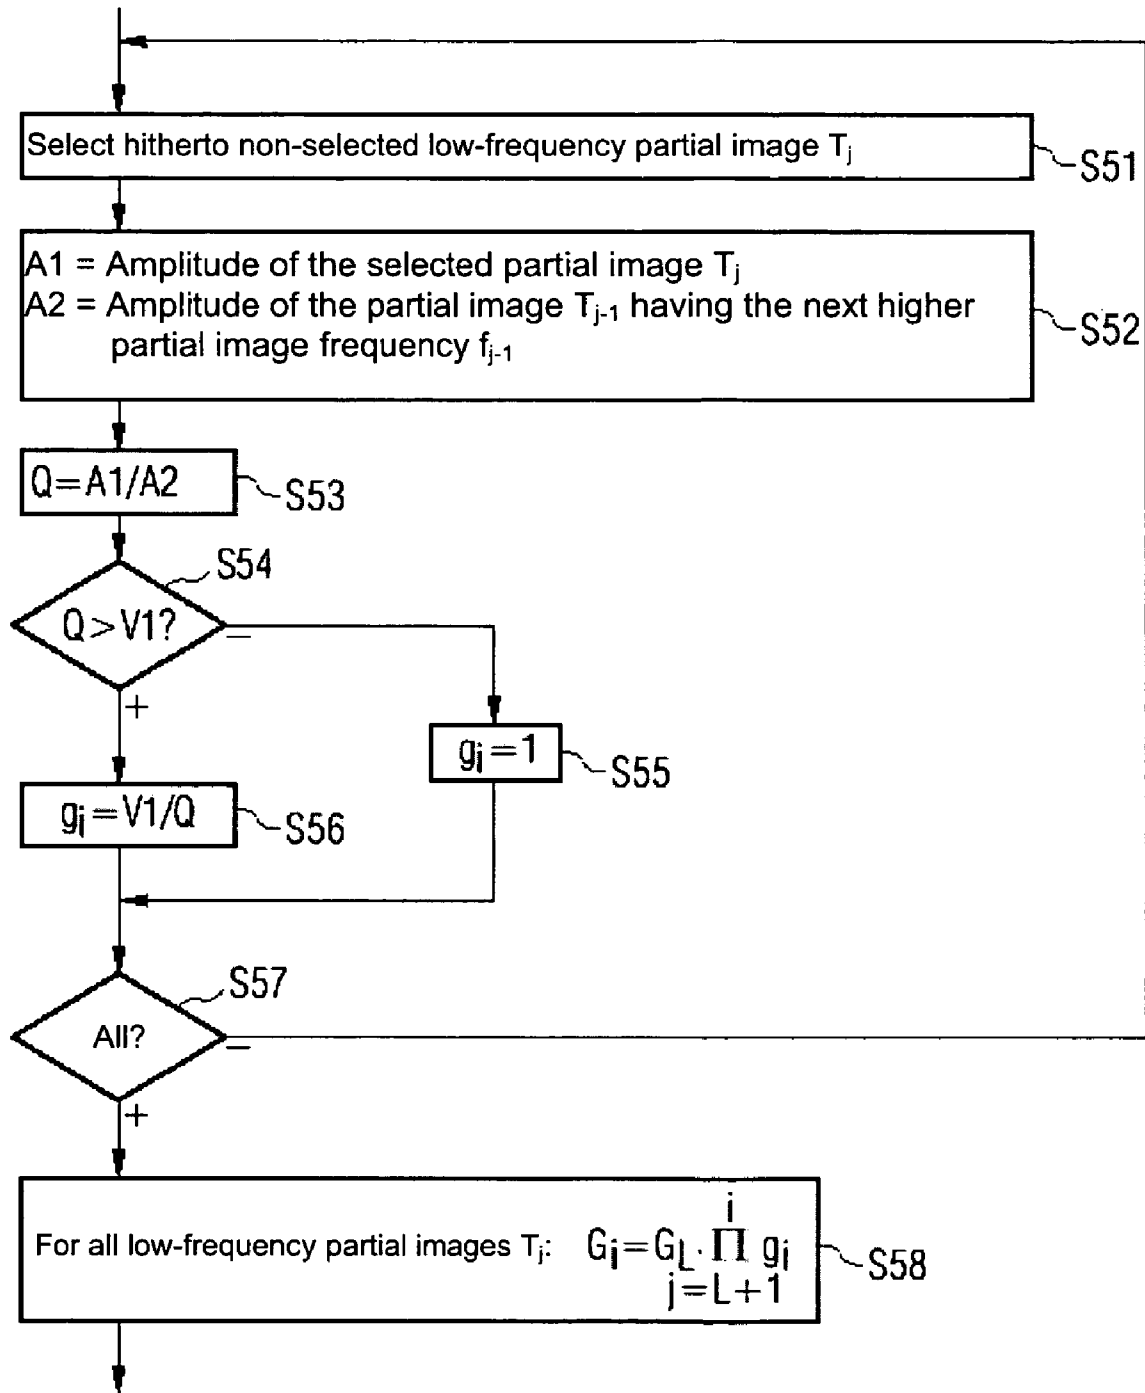 Select hitherto non-selected low-frequency partial image Tj
S51
A1 = Amplitude of the selected partial image Tj
A2 = Amplitude of the partial image Tj-1 having the next higher
partial image frequency fj-1
S52
Q=A1/A2
S53
S54
Q>V1?
−
+
gj=1
S55
gj=V1/Q
S56
S57
All?
−
+
For all low-frequency partial images Tj: Gi=GL·
i
∏ gj
j=L+1
S58